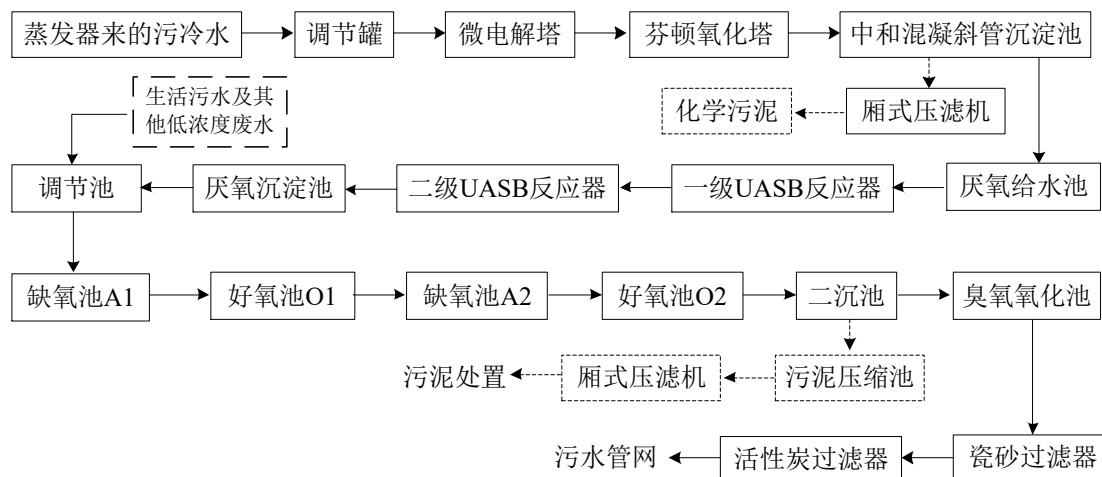 蒸发器来的污冷水
调节罐
微电解塔
芬顿氧化塔
中和混凝斜管沉淀池
生活污水及其
他低浓度废水
化学污泥
厢式压滤机
调节池
厌氧沉淀池
二级UASB反应器
一级UASB反应器
厌氧给水池
缺氧池A1
好氧池O1
缺氧池A2
好氧池O2
二沉池
臭氧氧化池
污泥处置
厢式压滤机
污泥压缩池
污水管网
活性炭过滤器
瓷砂过滤器